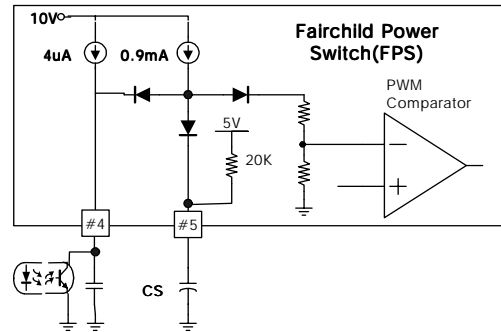 10V
4uA
0.9mA
Fairchild Power
Switch(FPS)
PWM
Comparator
5V
20K
−
+
#4
#5
CS